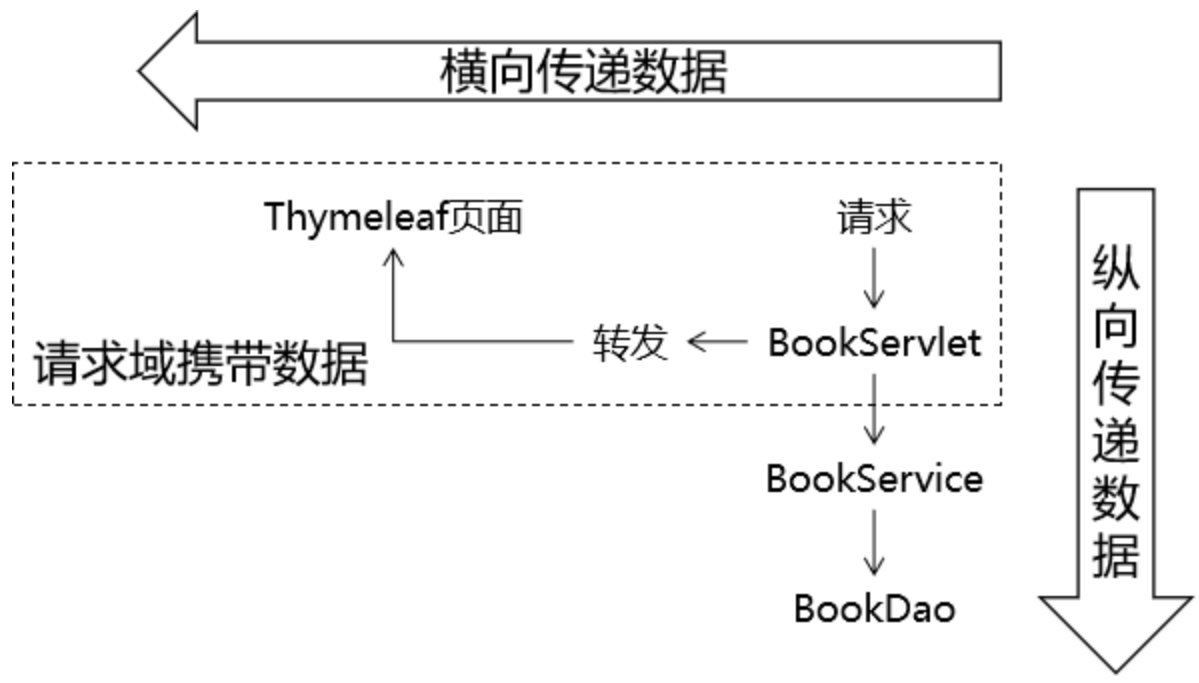 横向传递数据
Thymeleaf页面
请求
纵向传递数据
请求域携带数据
转发
BookServlet
BookService
BookDao